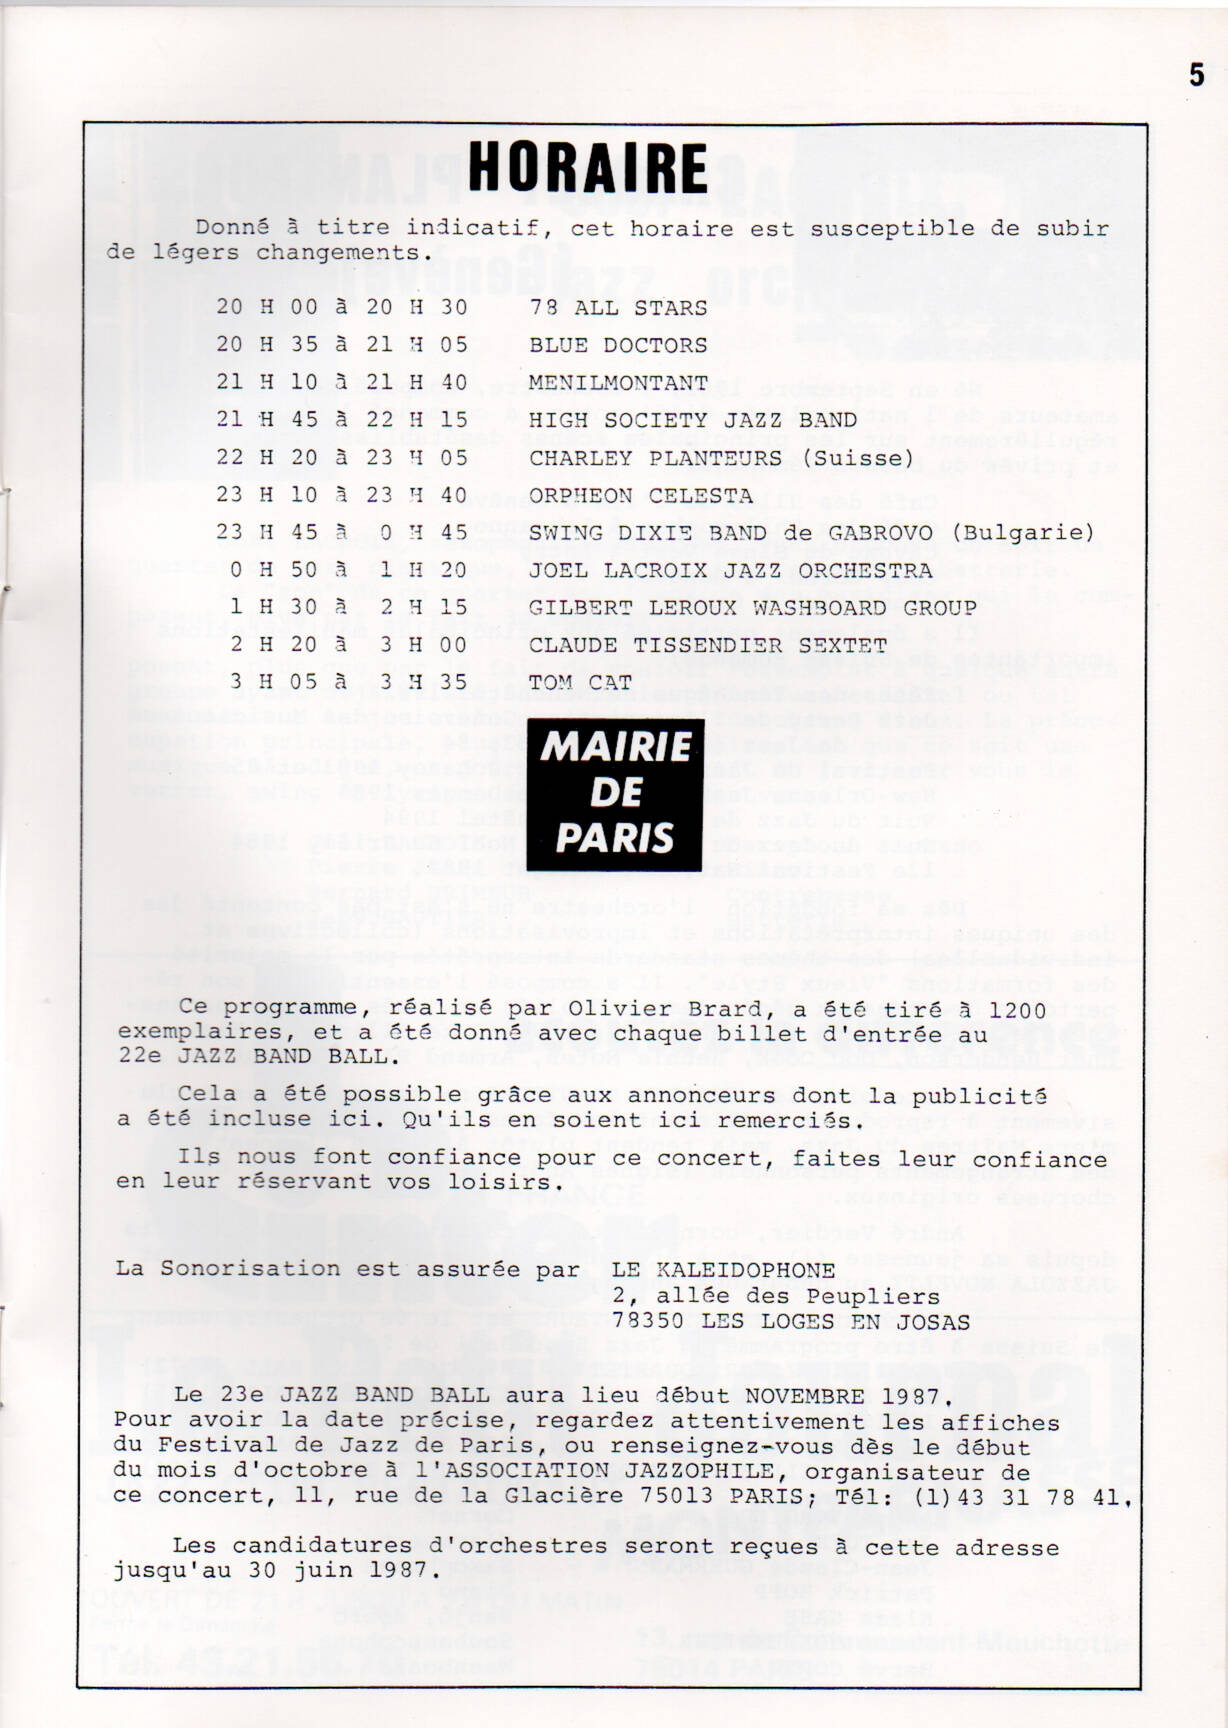 5
HORAIRE
Donné à titre indicatif, cet horaire est susceptible de subir
de légers changements.
20 H 00 à 20 H 30 78 ALL STARS
20 H 35 à 21 H 05 BLUE DOCTORS
21 H 10 à 21 H 40 MENILMONTANT
21 H 45 à 22 H 15 HIGH SOCIETY JAZZ BAND
22 H 20 à 23 H 05 CHARLEY PLANTEURS (Suisse)
23 H 10 à 23 H 40 ORPHEON CELESTA
23 H 45 à 0 H 45 SWING DIXIE BAND de GABROVO (Bulgarie)
0 H 50 à 1 H 20 JOEL LACROIX JAZZ ORCHESTRA
1 H 30 à 2 H 15 GILBERT LEROUX WASHBOARD GROUP
2 H 20 à 3 H 00 CLAUDE TISSENDIER SEXTET
3 H 05 à 3 H 35 TOM CAT
MAIRIE
DE
PARIS
Ce programme, réalisé par Olivier Brard, a été tiré à 1200
exemplaires, et a été donné avec chaque billet d'entrée au
22e JAZZ BAND BALL.
Cela a été possible grâce aux annonceurs dont la publicité
a été incluse ici. Qu'ils en soient ici remerciés.
Ils nous font confiance pour ce concert, faites leur confiance
en leur réservant vos loisirs.
La Sonorisation est assurée par LE KALEIDOPHONE
2, allée des Peupliers
78350 LES LOGES EN JOSAS
Le 23e JAZZ BAND BALL aura lieu début NOVEMBRE 1987.
Pour avoir la date précise, regardez attentivement les affiches
du Festival de Jazz de Paris, ou renseignez-vous dès le début
du mois d'octobre à l'ASSOCIATION JAZZOPHILE, organisateur de
ce concert, 11, rue de la Glacière 75013 PARIS; Tél: (1)43 31 78 41.
Les candidatures d'orchestres seront reçues à cette adresse
jusqu'au 30 juin 1987.